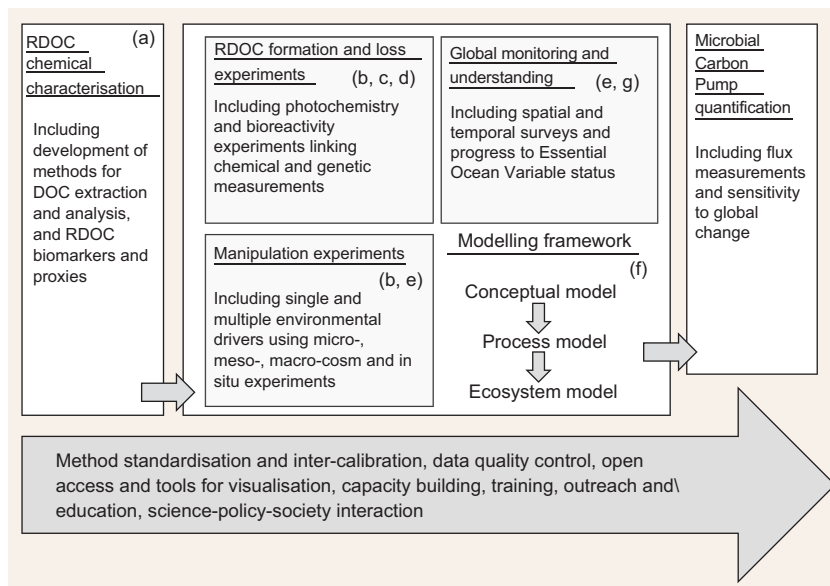 RDOC (a)
chemical
characterisation
Including
development of
methods for
DOC extraction
and analysis,
and RDOC
biomarkers and
proxies
RDOC formation and loss
experiments (b, c, d)
Including photochemistry
and bioreactivity
experiments linking
chemical and genetic
measurements
Global monitoring and
understanding (e, g)
Including spatial and
temporal surveys and
progress to Essential
Ocean Variable status
Manipulation experiments
(b, e)
Including single and
multiple environmental
drivers using micro-,
meso-, macro-cosm and in
situ experiments
Modelling framework
(f)
Conceptual model
Process model
Ecosystem model
Microbial
Carbon
Pump
quantification
Including flux
measurements
and sensitivity
to global
change
Method standardisation and inter-calibration, data quality control, open
access and tools for visualisation, capacity building, training, outreach and\
education, science-policy-society interaction